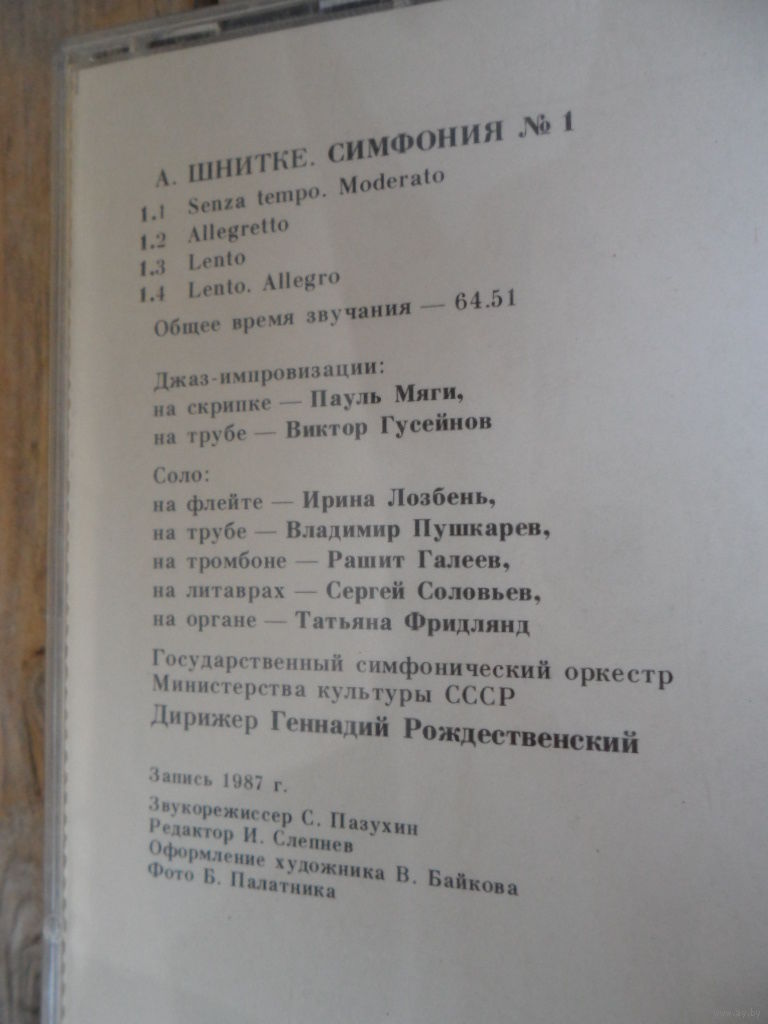 А. ШНИТКЕ. СИМФОНИЯ № 1
1.1 Senza tempo. Moderato
1.2 Allegretto
1.3 Lento
1.4 Lento. Allegro
Общее время звучания — 64.51
Джаз-импровизации:
на скрипке — Пауль Мяги,
на трубе — Виктор Гусейнов
Соло:
на флейте — Ирина Лозбень,
на трубе — Владимир Пушкарев,
на тромбоне — Рашит Галеев,
на литаврах — Сергей Соловьев,
на органе — Татьяна Фридлянд
Государственный симфонический оркестр
Министерства культуры СССР
Дирижер Геннадий Рождественский
Запись 1987 г.
Звукорежиссер С. Пазухин
Редактор И. Слепнев
Оформление художника В. Байкова
Фото Б. Палатника